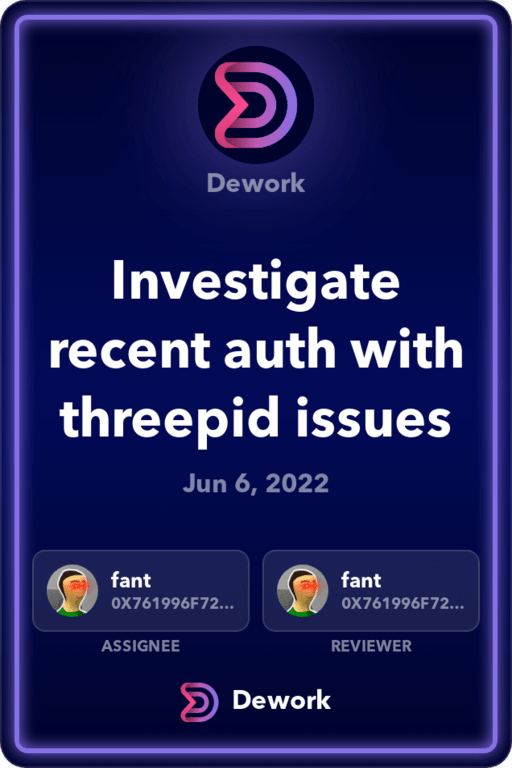 Dework
Investigate
recent auth with
threepid issues
Jun 6, 2022
fant
0X761996F72...
ASSIGNEE
fant
0X761996F72...
REVIEWER
Dework